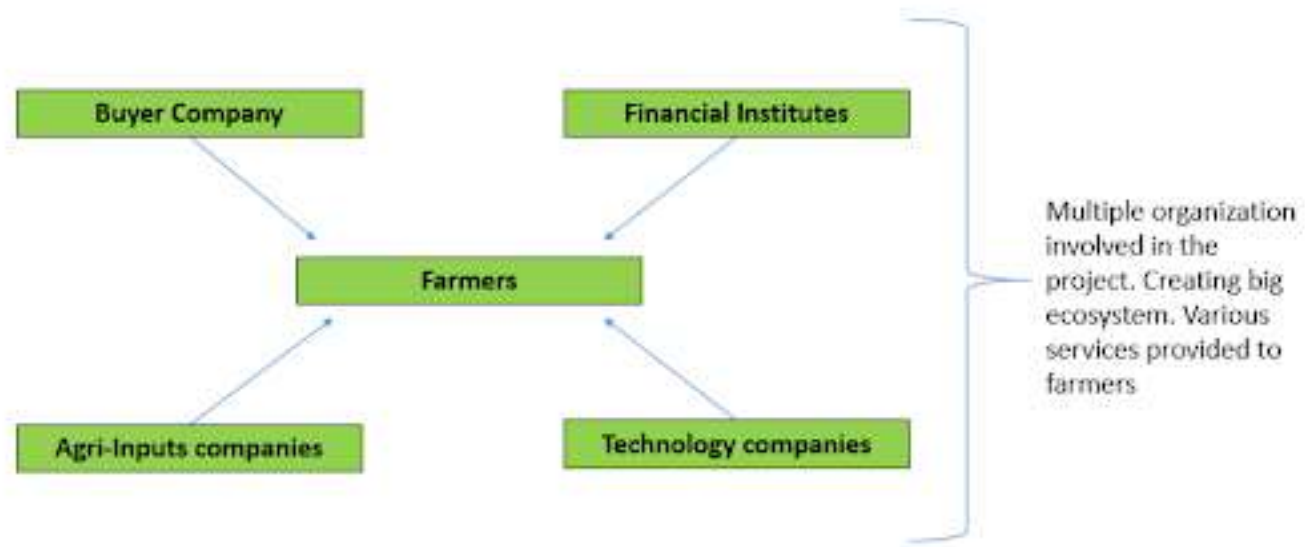 Buyer Company
Financial Institutes
Farmers
Agri-Inputs companies
Technology companies
Multiple organization
involved in the
project. Creating big
ecosystem. Various
services provided to
farmers